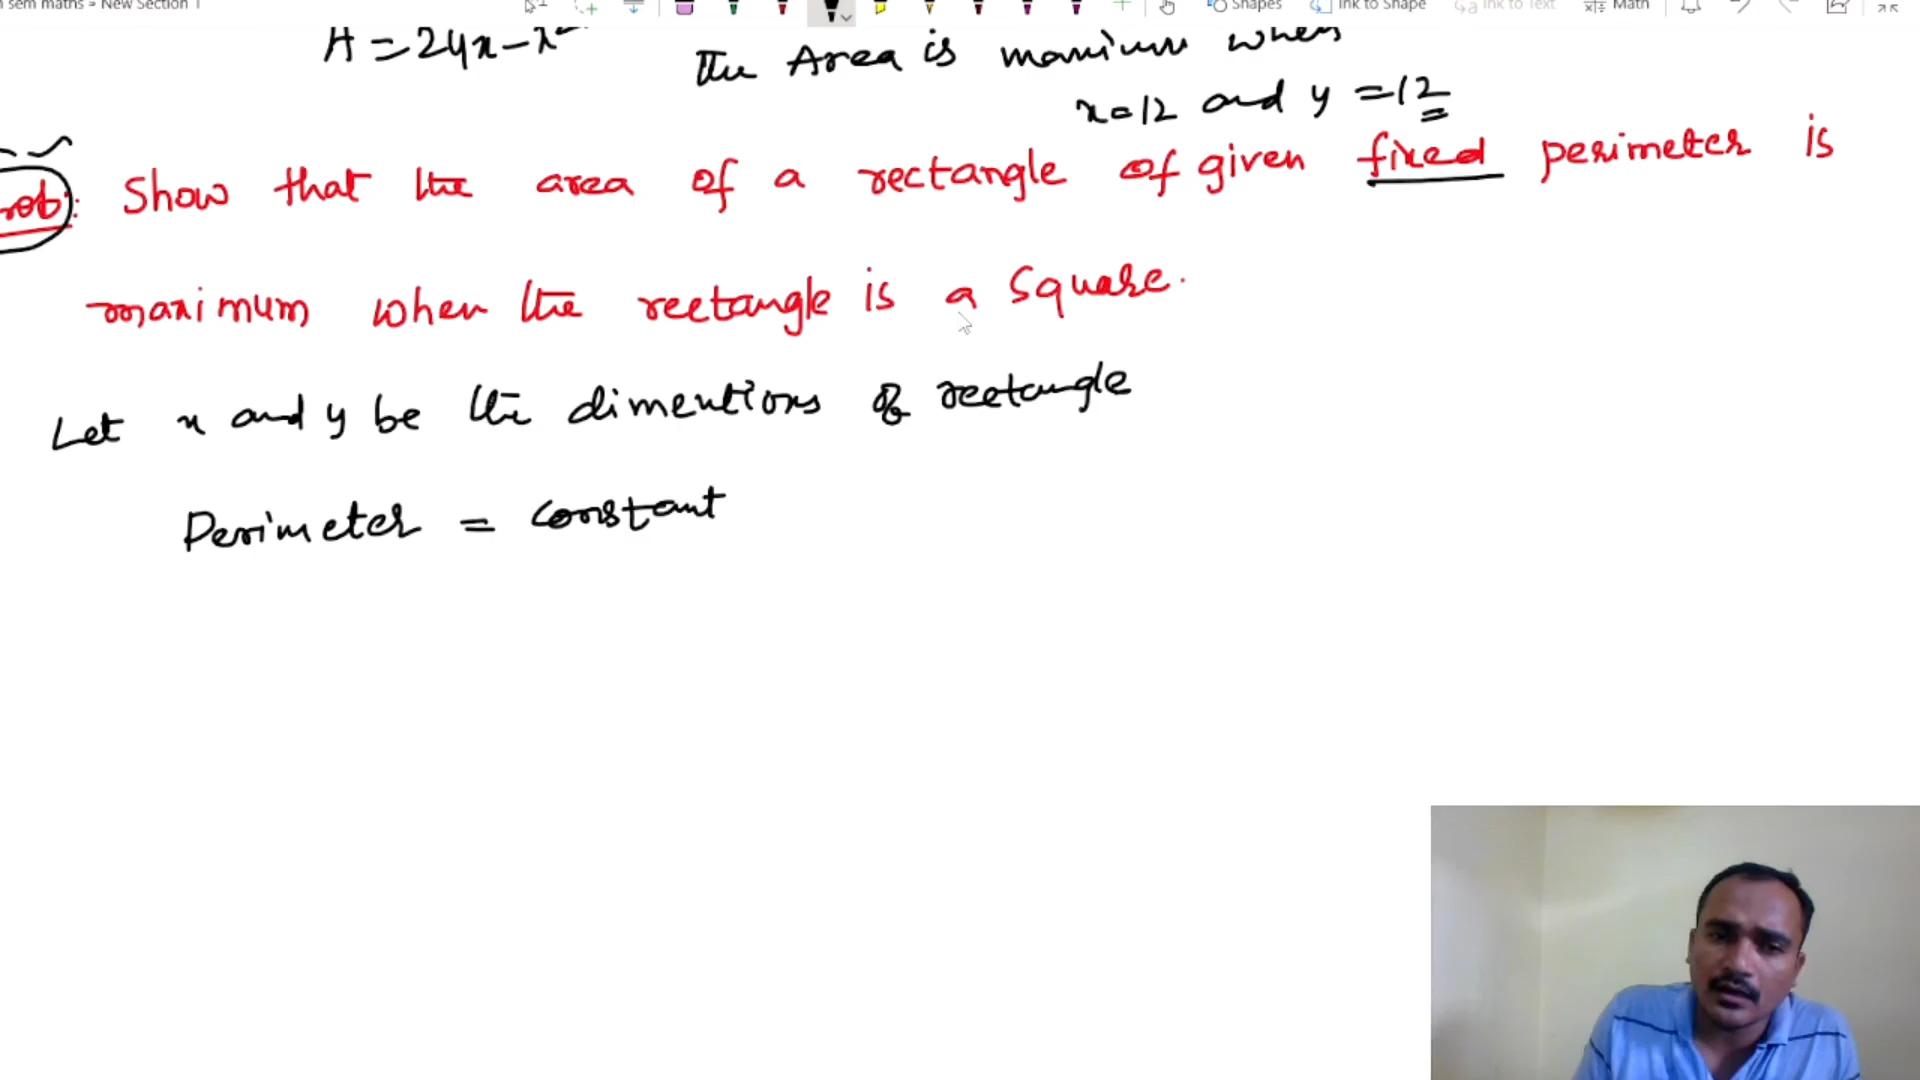 sem maths » New Section 1
Shapes Ink to Shape Ink to Text Math
A = 24x - x²
The Area is maximum when
x = 12 and y = 12
Prob: Show that the area of a rectangle of given fixed perimeter is
maximum when the rectangle is a square.
Let x and y be the dimentions of rectangle
Perimeter = constant